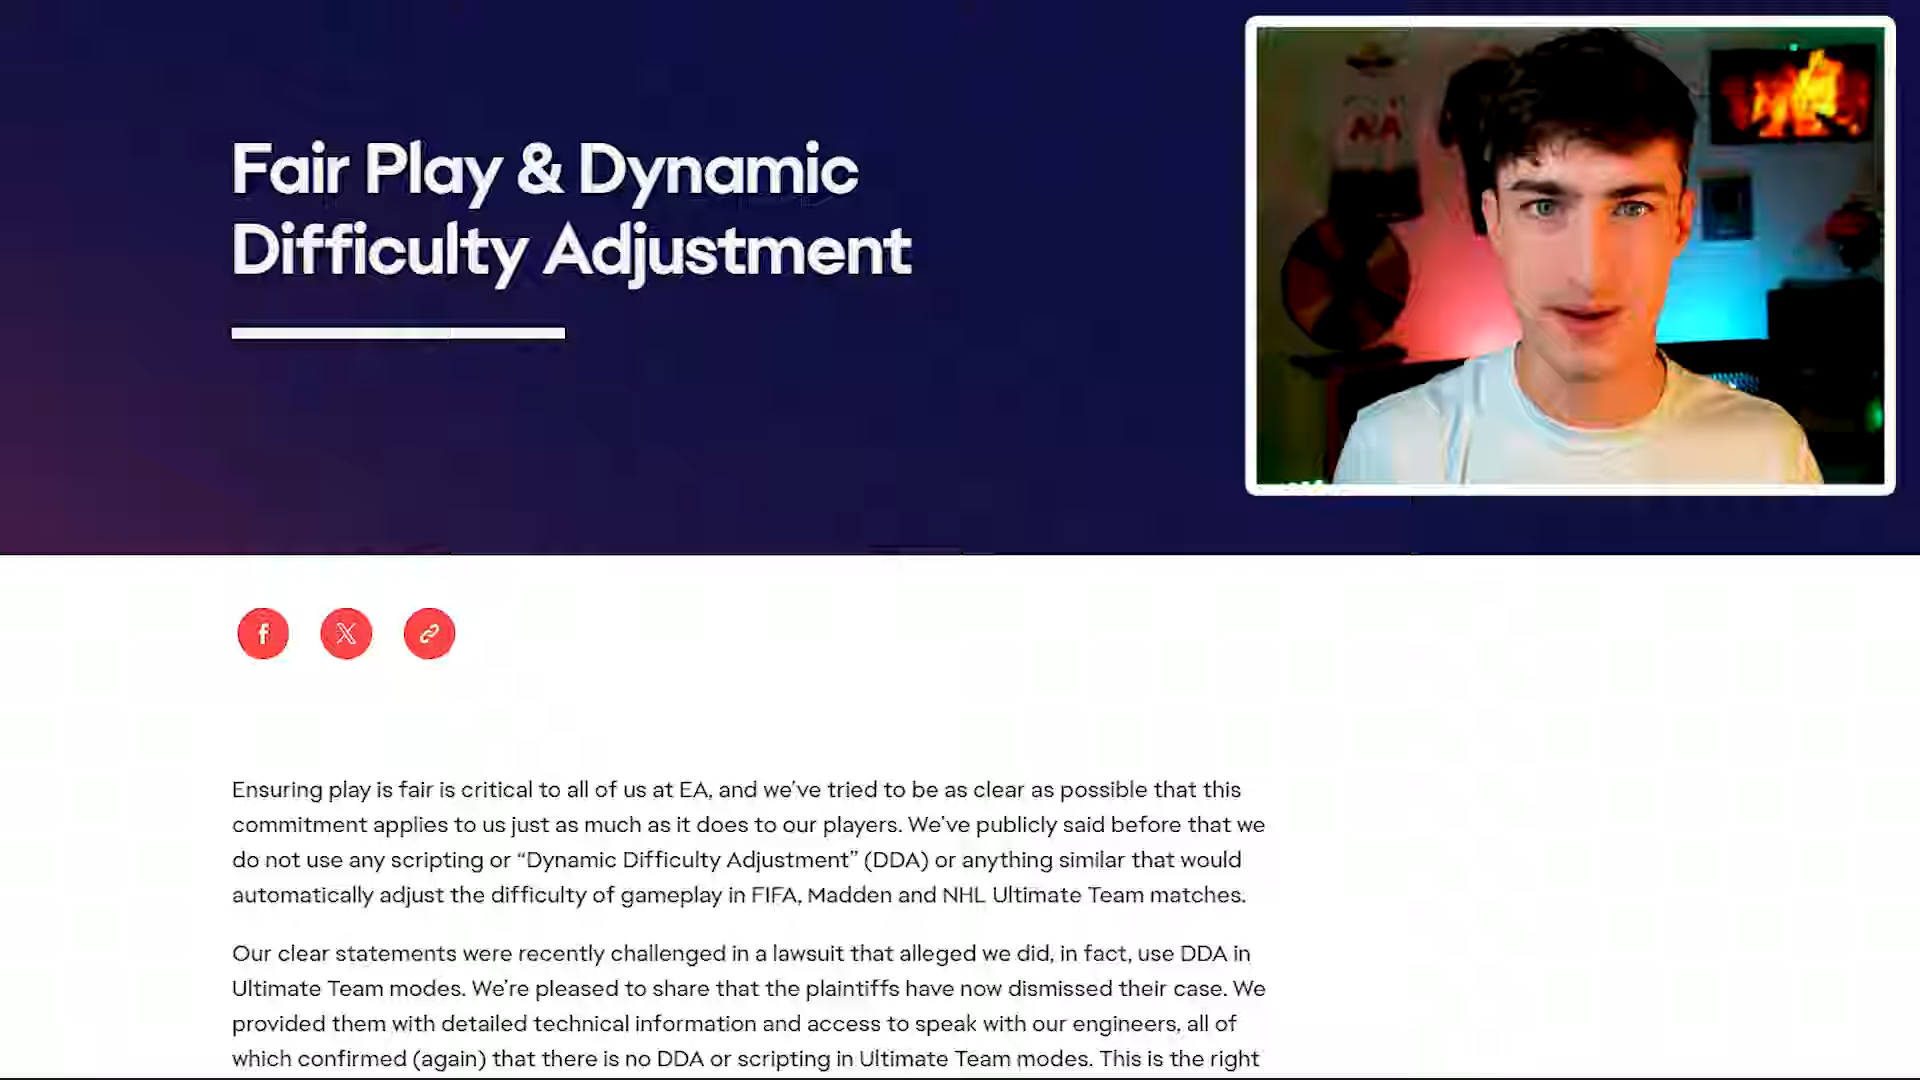 Fair Play & Dynamic
Difficulty Adjustment
Ensuring play is fair is critical to all of us at EA, and we've tried to be as clear as possible that this
commitment applies to us just as much as it does to our players. We've publicly said before that we
do not use any scripting or “Dynamic Difficulty Adjustment” (DDA) or anything similar that would
automatically adjust the difficulty of gameplay in FIFA, Madden and NHL Ultimate Team matches.
Our clear statements were recently challenged in a lawsuit that alleged we did, in fact, use DDA in
Ultimate Team modes. We're pleased to share that the plaintiffs have now dismissed their case. We
provided them with detailed technical information and access to speak with our engineers, all of
which confirmed (again) that there is no DDA or scripting in Ultimate Team modes. This is the right